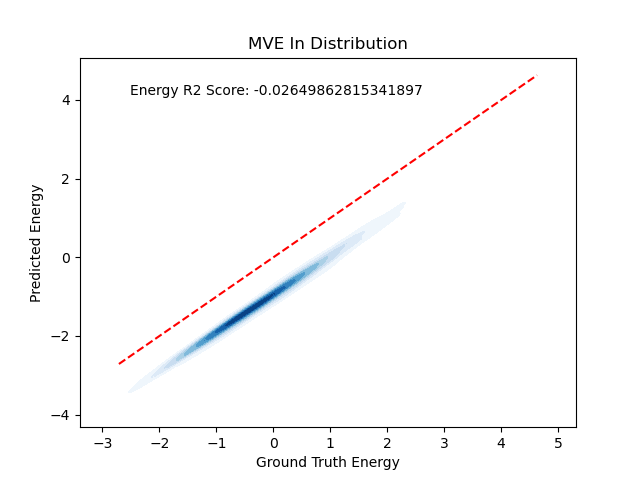 MVE In Distribution
Energy R2 Score: -0.02649862815341897
Predicted Energy
4
2
0
−2
−4
−3 −2 −1 0 1 2 3 4 5
Ground Truth Energy